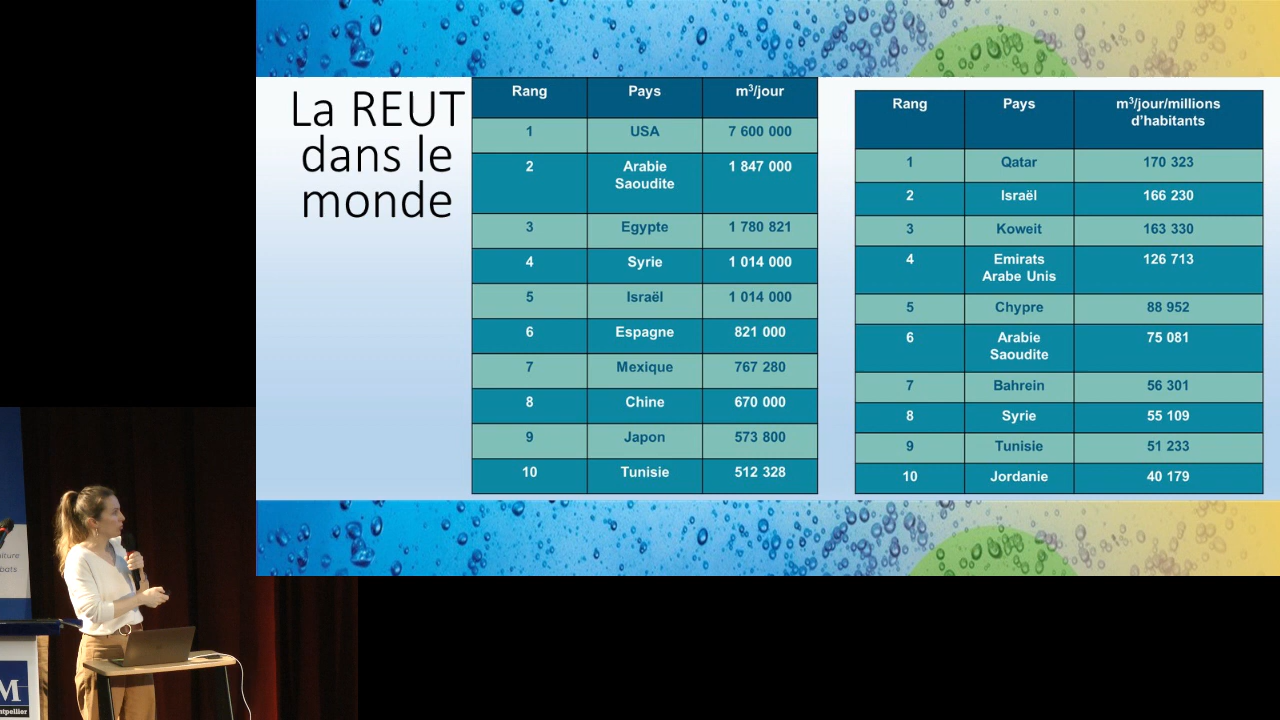 La REUT
dans le
monde
Rang Pays m³/jour
1 USA 7 600 000
2 Arabie Saoudite 1 847 000
3 Egypte 1 780 821
4 Syrie 1 014 000
5 Israël 1 014 000
6 Espagne 821 000
7 Mexique 767 280
8 Chine 670 000
9 Japon 573 800
10 Tunisie 512 328
Rang Pays m³/jour/millions d'habitants
1 Qatar 170 323
2 Israël 166 230
3 Koweit 163 330
4 Emirats Arabe Unis 126 713
5 Chypre 88 952
6 Arabie Saoudite 75 081
7 Bahrein 56 301
8 Syrie 55 109
9 Tunisie 51 233
10 Jordanie 40 179
M